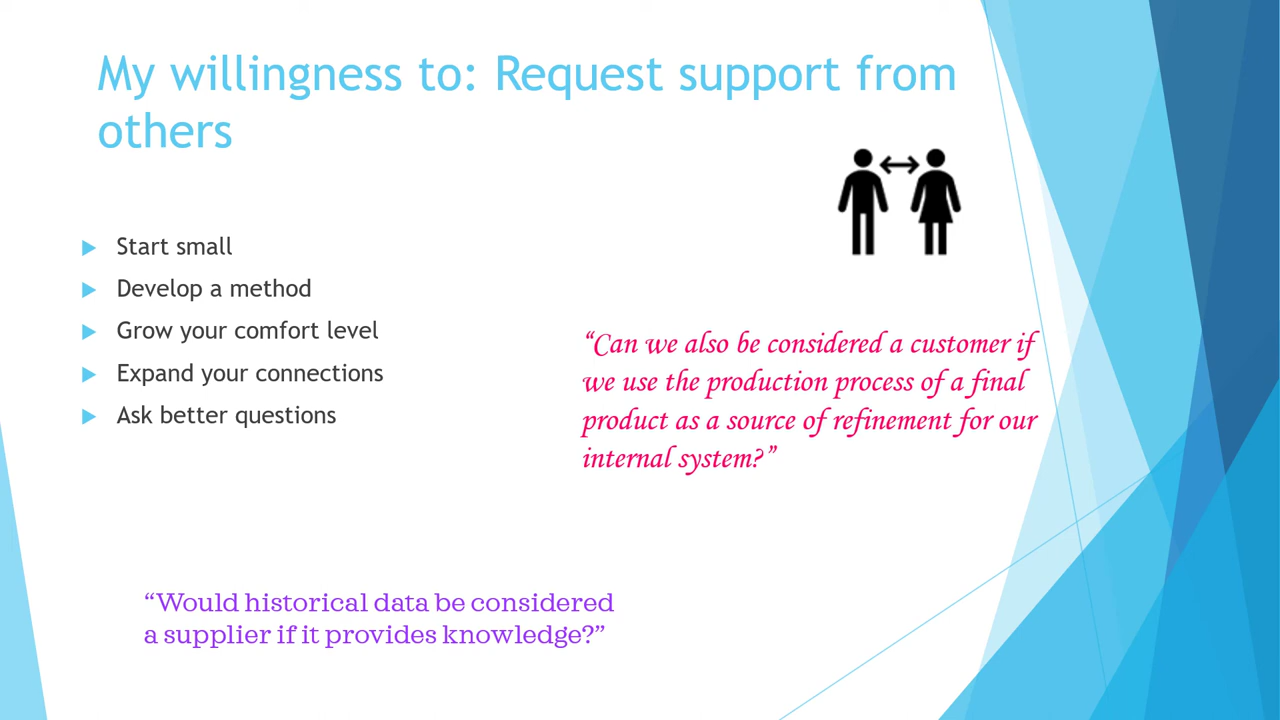 My willingness to: Request support from
others
Start small
Develop a method
Grow your comfort level
Expand your connections
Ask better questions
“Can we also be considered a customer if
we use the production process of a final
product as a source of refinement for our
internal system?”
“Would historical data be considered
a supplier if it provides knowledge?”